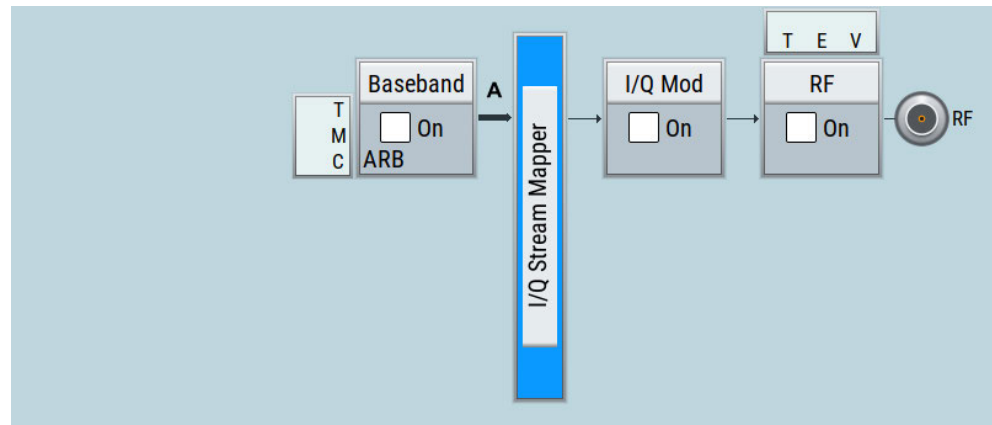 T E V
Baseband
A
I/Q Mod
RF
T
M
C
On
ARB
I/Q Stream Mapper
On
On
RF